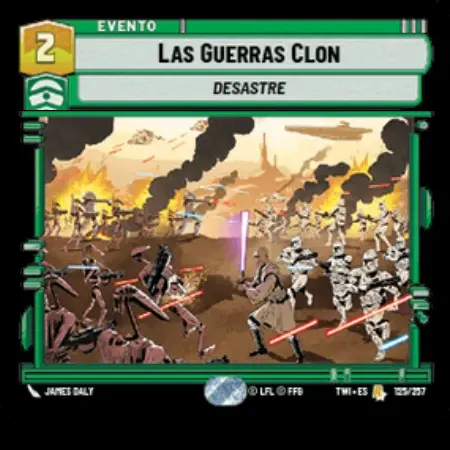 EVENTO
2
LAS GUERRAS CLON
DESASTRE
JAMES DALY
© LFL © FFG
TWI • ES
125/257